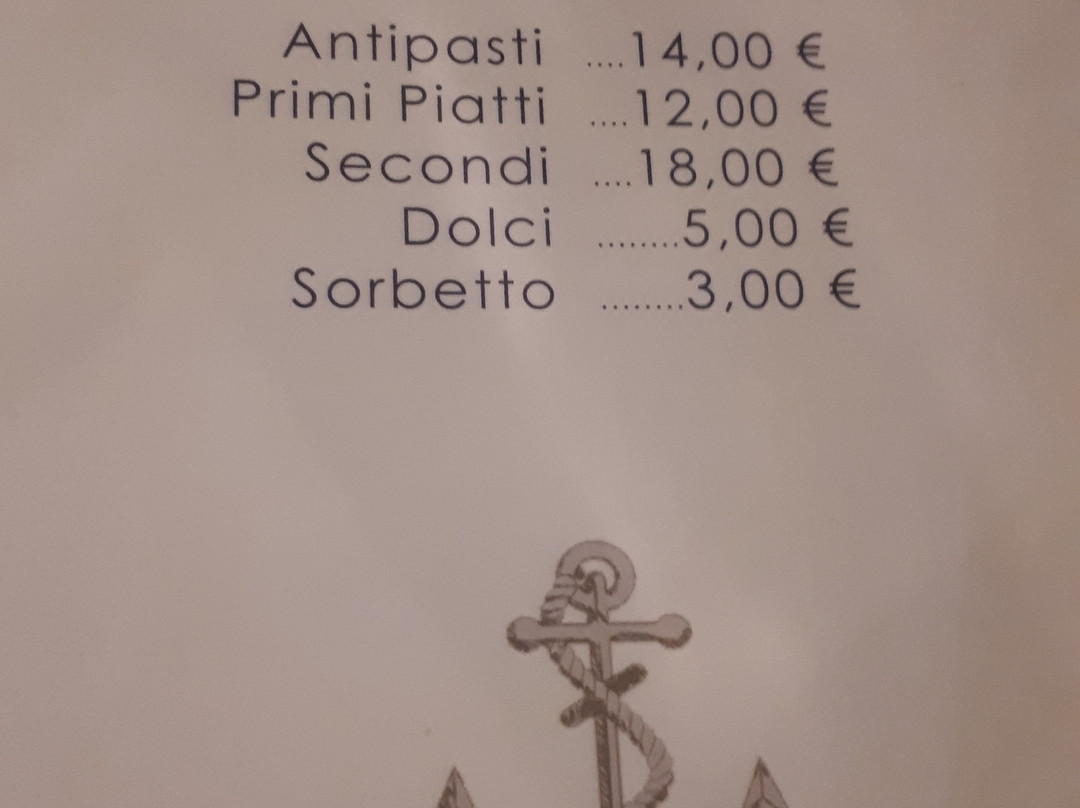 Antipasti ....14,00 €
Primi Piatti ....12,00 €
Secondi ....18,00 €
Dolci ........5,00 €
Sorbetto ........3,00 €